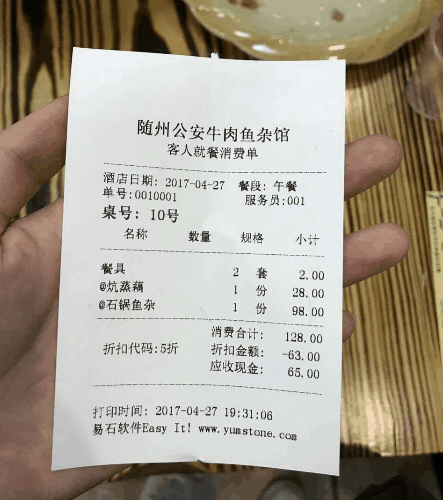 随州公安牛肉鱼杂馆
客人就餐消费单
酒店日期: 2017-04-27 餐段: 午餐
单号:0010001 服务员:001
桌号: 10号
名称 数量 规格 小计
餐具 2 套 2.00
@炕蒸藕 1 份 28.00
@石锅鱼杂 1 份 98.00
消费合计: 128.00
折扣代码:5折 折扣金额: -63.00
应收现金: 65.00
打印时间: 2017-04-27 19:31:06
易石软件Easy It! www.yumstone.com